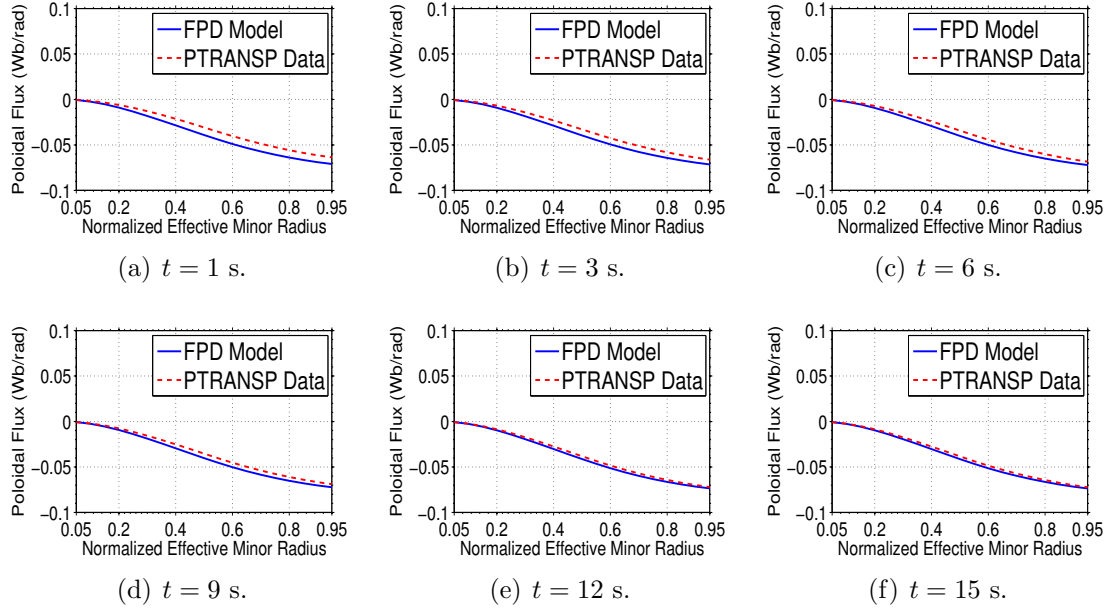 0.1
0.05
0
−0.05
−0.1
Poloidal Flux (Wb/rad)
FPD Model
PTRANSP Data
0.05 0.2 0.4 0.6 0.8 0.95
Normalized Effective Minor Radius
(a) t = 1 s.
0.1
0.05
0
−0.05
−0.1
Poloidal Flux (Wb/rad)
FPD Model
PTRANSP Data
0.05 0.2 0.4 0.6 0.8 0.95
Normalized Effective Minor Radius
(b) t = 3 s.
0.1
0.05
0
−0.05
−0.1
Poloidal Flux (Wb/rad)
FPD Model
PTRANSP Data
0.05 0.2 0.4 0.6 0.8 0.95
Normalized Effective Minor Radius
(c) t = 6 s.
0.1
0.05
0
−0.05
−0.1
Poloidal Flux (Wb/rad)
FPD Model
PTRANSP Data
0.05 0.2 0.4 0.6 0.8 0.95
Normalized Effective Minor Radius
(d) t = 9 s.
0.1
0.05
0
−0.05
−0.1
Poloidal Flux (Wb/rad)
FPD Model
PTRANSP Data
0.05 0.2 0.4 0.6 0.8 0.95
Normalized Effective Minor Radius
(e) t = 12 s.
0.1
0.05
0
−0.05
−0.1
Poloidal Flux (Wb/rad)
FPD Model
PTRANSP Data
0.05 0.2 0.4 0.6 0.8 0.95
Normalized Effective Minor Radius
(f) t = 15 s.